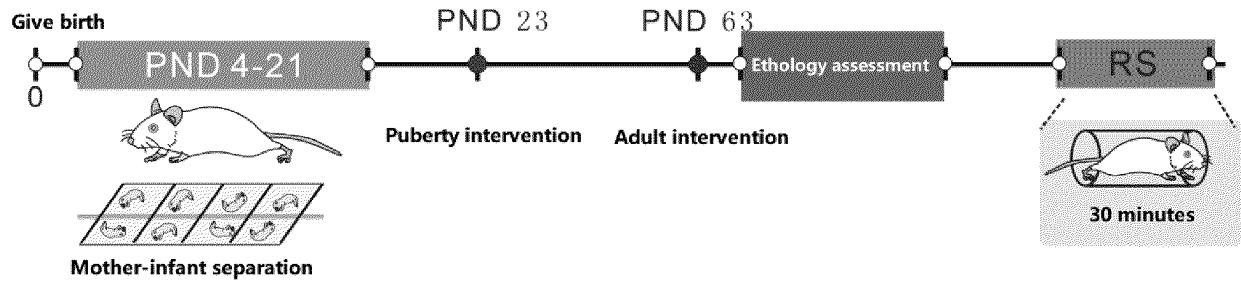 Give birth
PND 23
PND 63
PND 4-21
Ethology assessment
RS
0
Puberty intervention
Adult intervention
30 minutes
Mother-infant separation